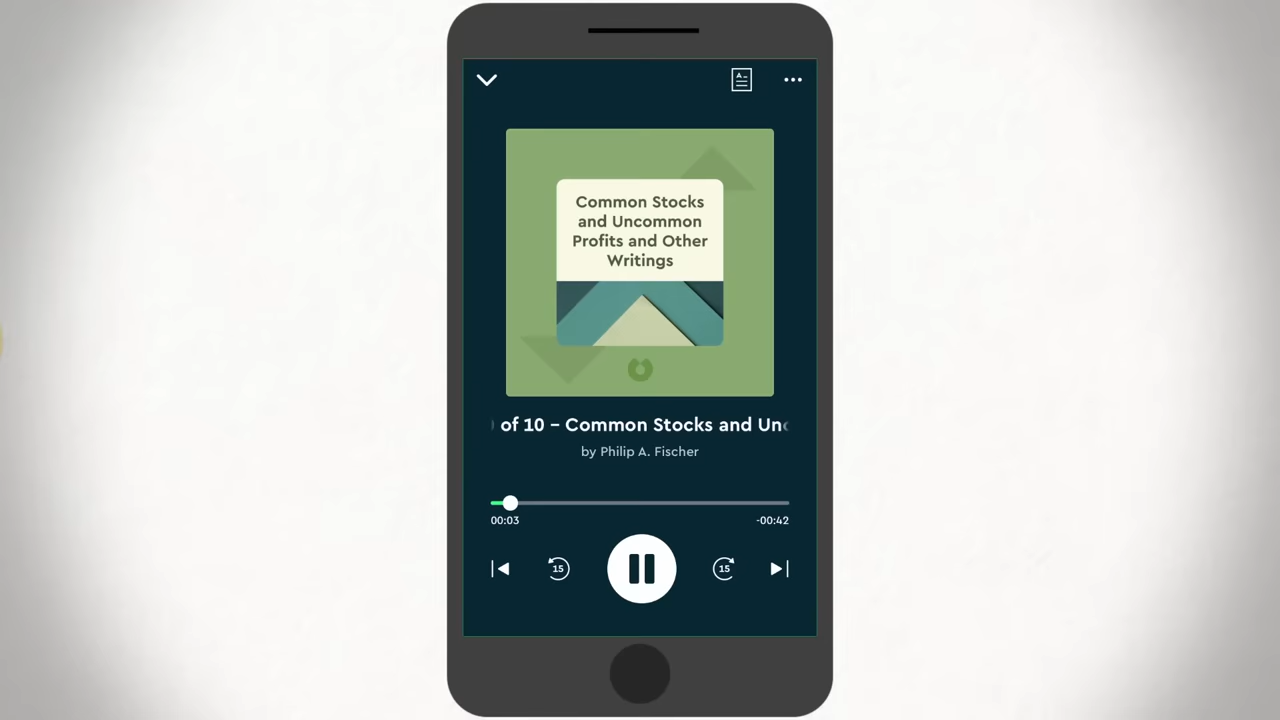 Common Stocks
and Uncommon
Profits and Other
Writings
of 10 – Common Stocks and Un
by Philip A. Fischer
00:03
-00:42
15
15